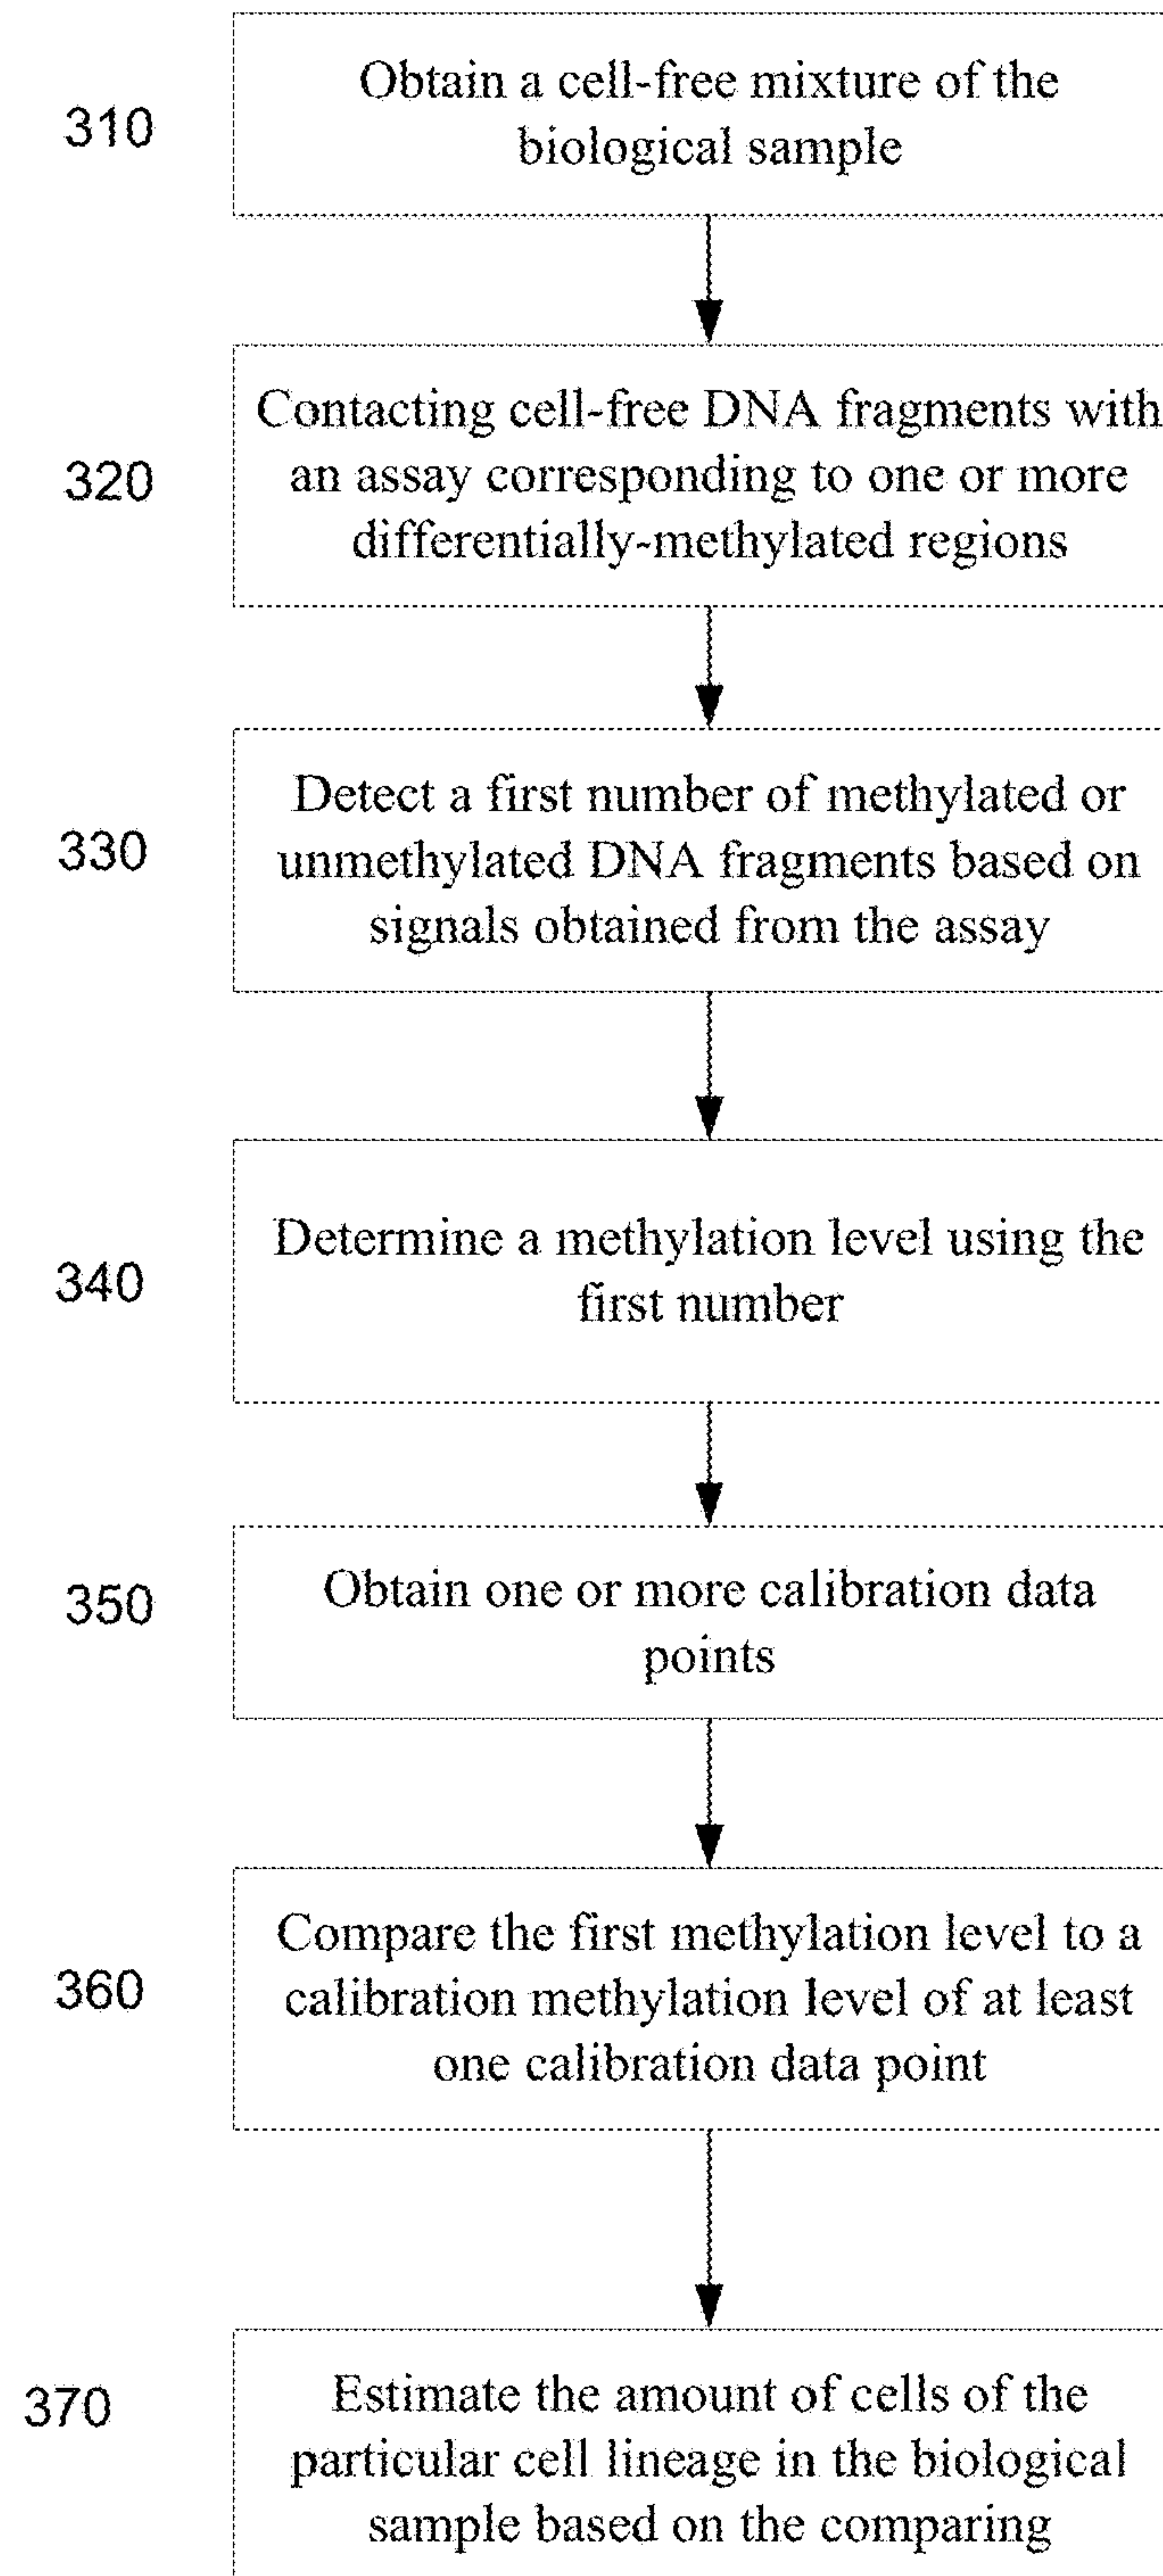 310
Obtain a cell-free mixture of the
biological sample
320
Contacting cell-free DNA fragments with
an assay corresponding to one or more
differentially-methylated regions
330
Detect a first number of methylated or
unmethylated DNA fragments based on
signals obtained from the assay
340
Determine a methylation level using the
first number
350
Obtain one or more calibration data
points
360
Compare the first methylation level to a
calibration methylation level of at least
one calibration data point
370
Estimate the amount of cells of the
particular cell lineage in the biological
sample based on the comparing